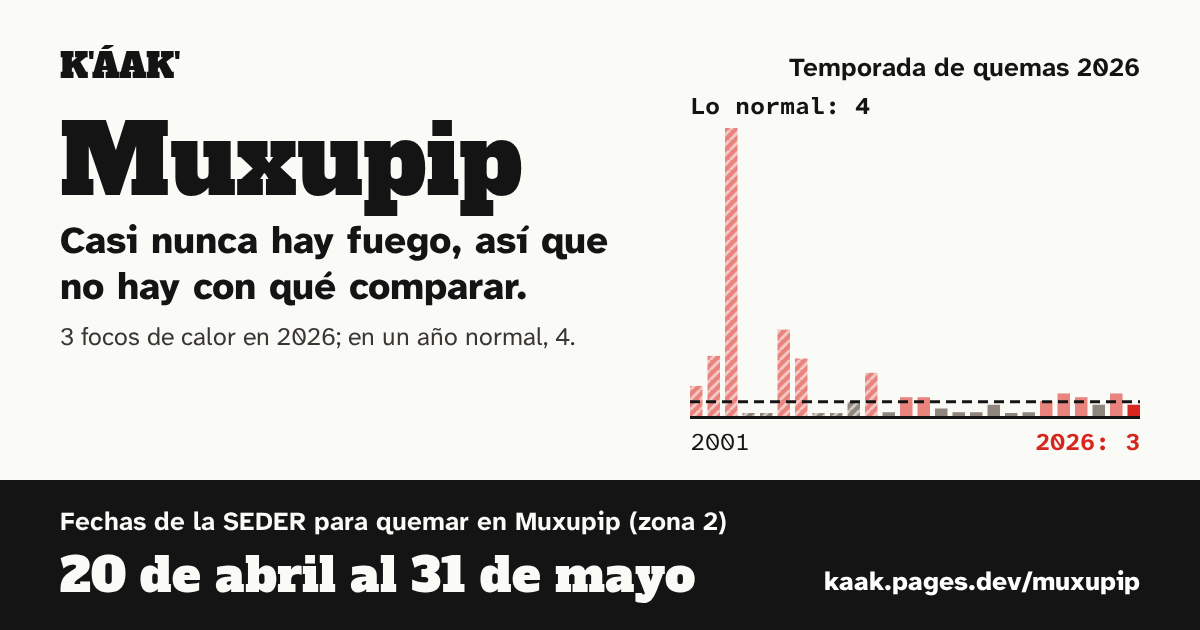 K'ÁAK'
Muxupip
Casi nunca hay fuego, así que
no hay con qué comparar.
3 focos de calor en 2026; en un año normal, 4.
Temporada de quemas 2026
Lo normal: 4
2001
2026: 3
Fechas de la SEDER para quemar en Muxupip (zona 2)
20 de abril al 31 de mayo
kaak.pages.dev/muxupip